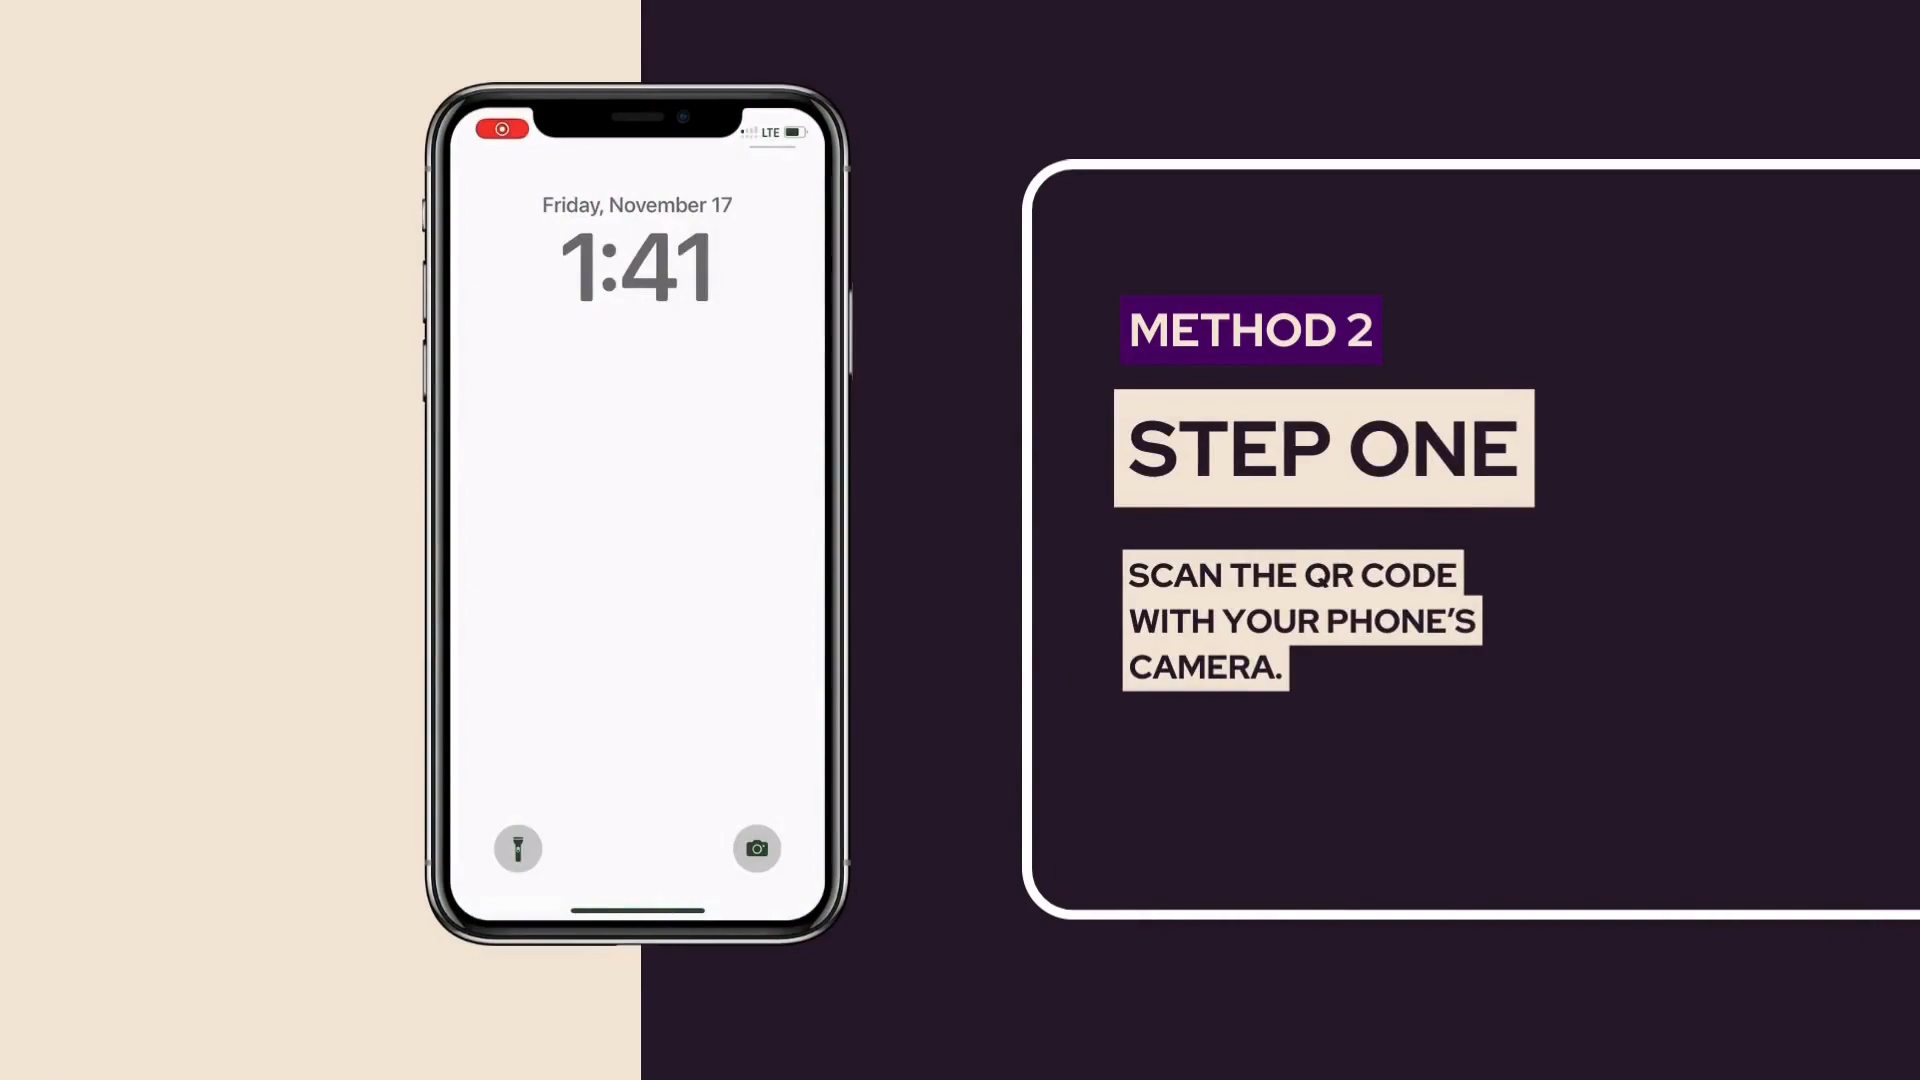 LTE
Friday, November 17
1:41
METHOD 2
STEP ONE
SCAN THE QR CODE
WITH YOUR PHONE’S
CAMERA.